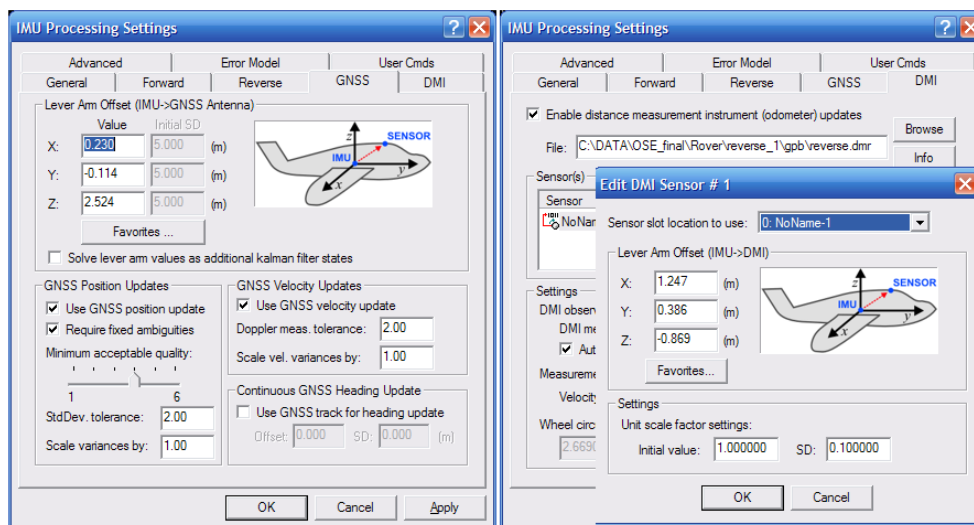 IMU Processing Settings
Advanced Error Model User Cmds
General Forward Reverse GNSS DMI
Lever Arm Offset (IMU->GNSS Antenna)
Value Initial SD
X: 0.230 5.000 (m)
Y: -0.114 5.000 (m)
Z: 2.524 5.000 (m)
Favorites ...
z SENSOR
IMU
x y
Solve lever arm values as additional kalman filter states
GNSS Position Updates
Use GNSS position update
Require fixed ambiguities
Minimum acceptable quality:
1 6
StdDev. tolerance: 2.00
Scale variances by: 1.00
GNSS Velocity Updates
Use GNSS velocity update
Doppler meas. tolerance: 2.00
Scale vel. variances by: 1.00
Continuous GNSS Heading Update
Use GNSS track for heading update
Offset: 0.000 SD: 0.000 (m)
OK Cancel Apply
IMU Processing Settings
Advanced Error Model User Cmds
General Forward Reverse GNSS DMI
Enable distance measurement instrument (odometer) updates
File: C:\DATA\OSE_final\Rover\reverse_1\gpb\reverse.dmr
Browse
Info
Sensor(s)
Sensor
NoNam
Settings
DMI observ
DMI me
Aut
Measureme
Velocity
Wheel circ
2.6690
Edit DMI Sensor # 1
Sensor slot location to use: 0: NoName-1
Lever Arm Offset (IMU->DMI)
X: 1.247 (m)
Y: 0.386 (m)
Z: -0.869 (m)
Favorites...
z SENSOR
IMU
x y
Settings
Unit scale factor settings:
Initial value: 1.000000 SD: 0.100000
OK Cancel